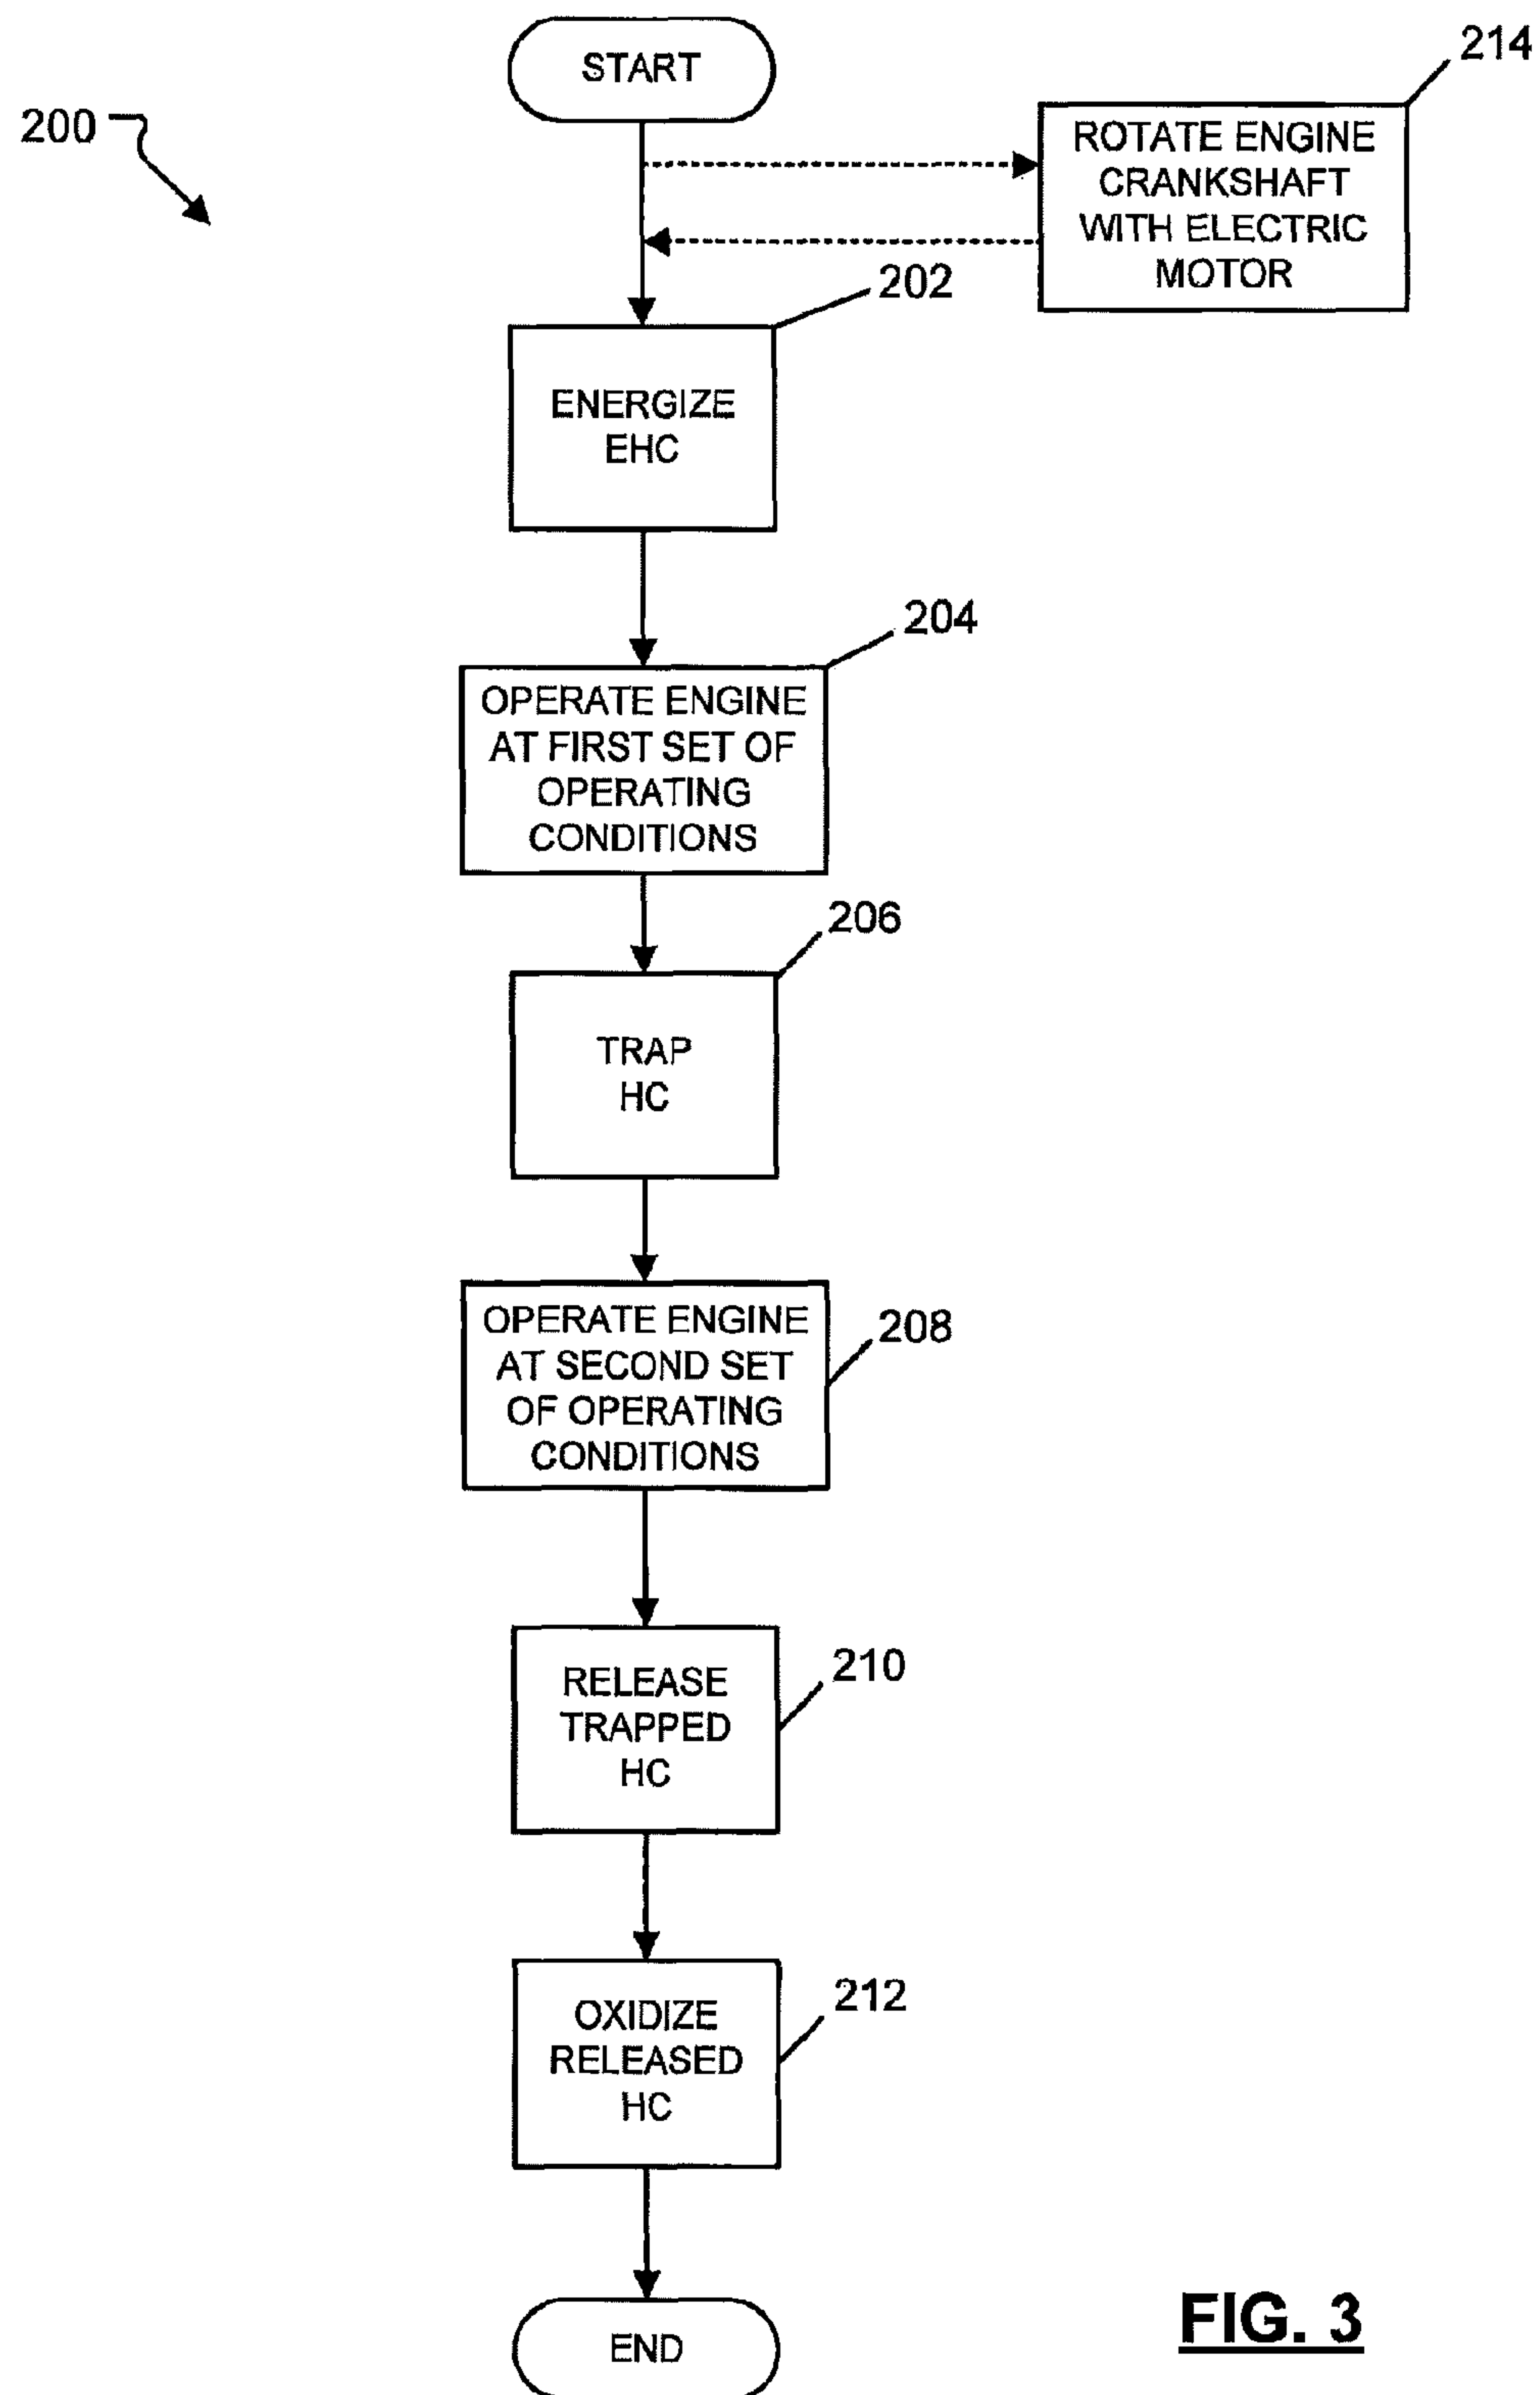 START
214
200
ROTATE ENGINE
CRANKSHAFT
WITH ELECTRIC
MOTOR
202
ENERGIZE
EHC
204
OPERATE ENGINE
AT FIRST SET OF
OPERATING
CONDITIONS
206
TRAP
HC
208
OPERATE ENGINE
AT SECOND SET
OF OPERATING
CONDITIONS
210
RELEASE
TRAPPED
HC
212
OXIDIZE
RELEASED
HC
END
FIG. 3